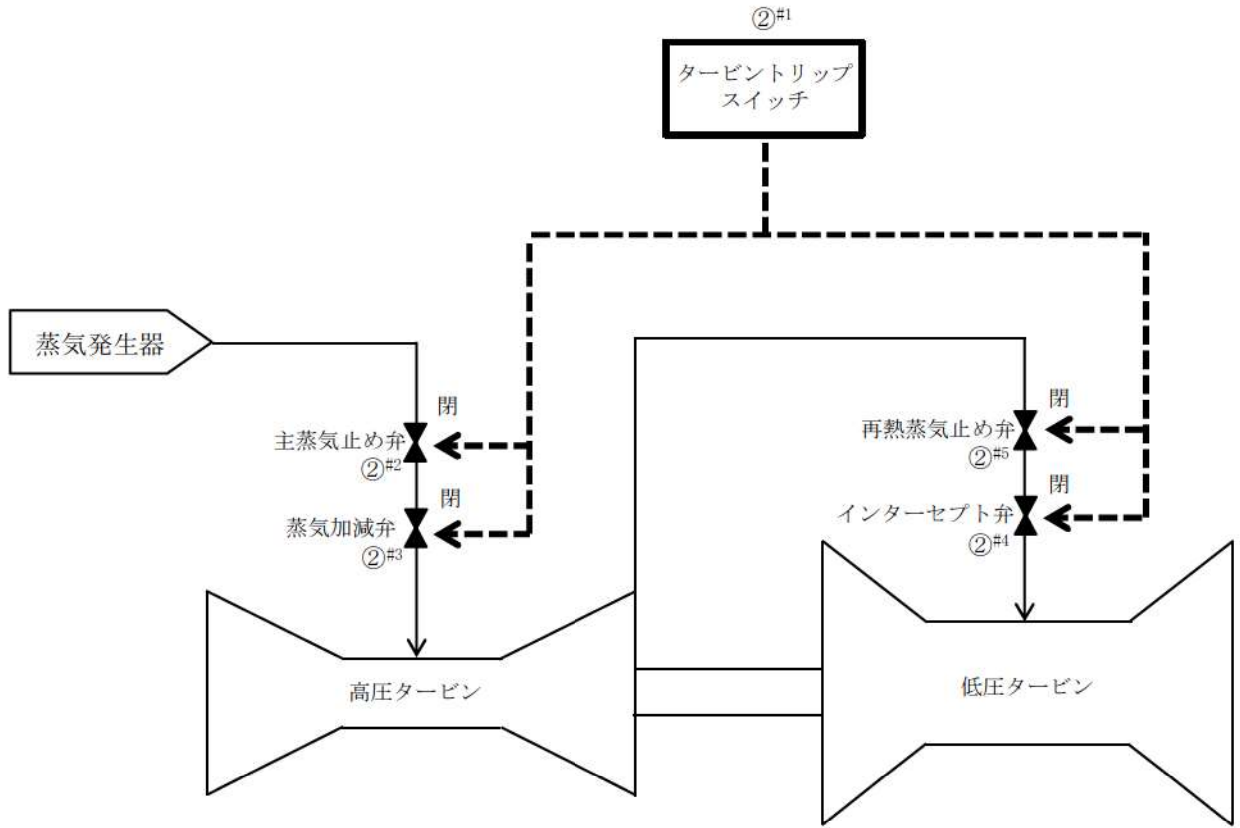 ②#1
タービントリップ
スイッチ
蒸気発生器
閉
主蒸気止め弁
②#2
閉
蒸気加減弁
②#3
閉
再熱蒸気止め弁
②#5
閉
インターセプト弁
②#4
高圧タービン
低圧タービン